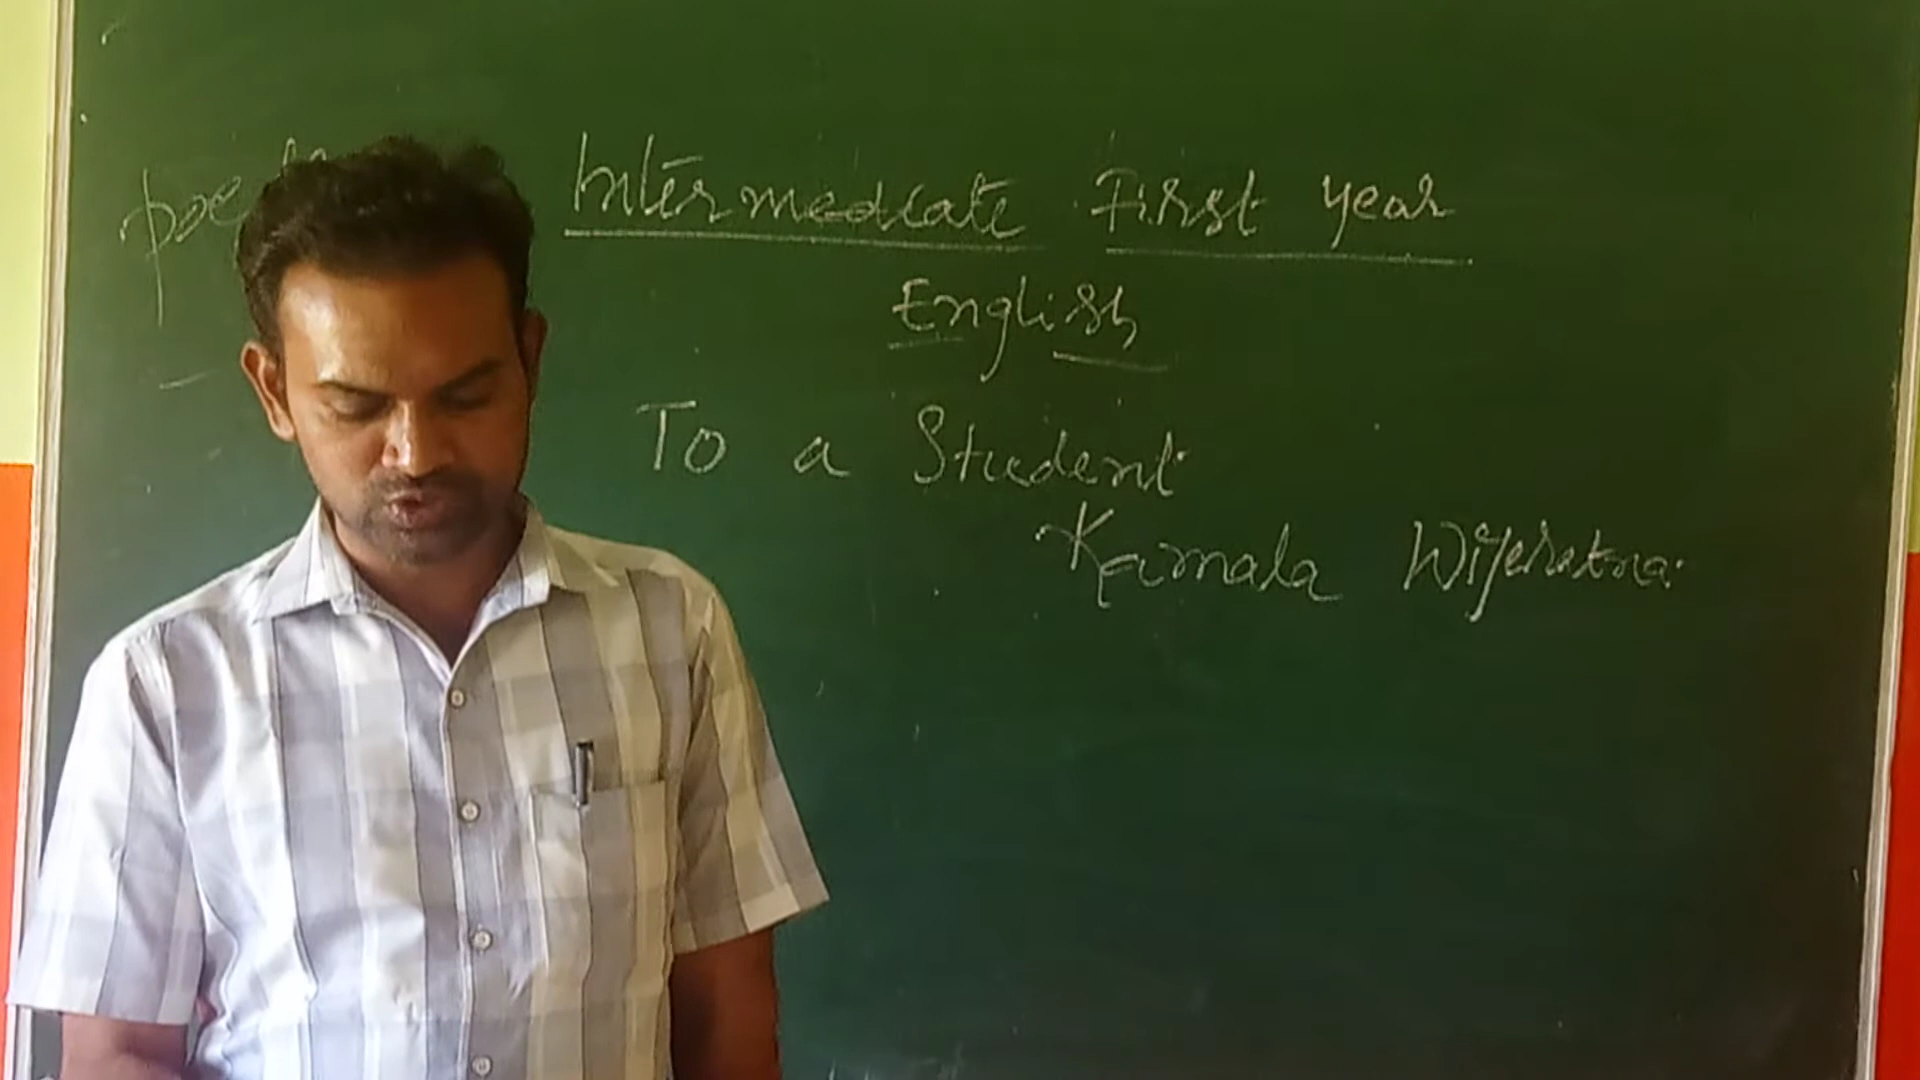 Intermediate First year
English
To a Student
Kamala Wijeratna